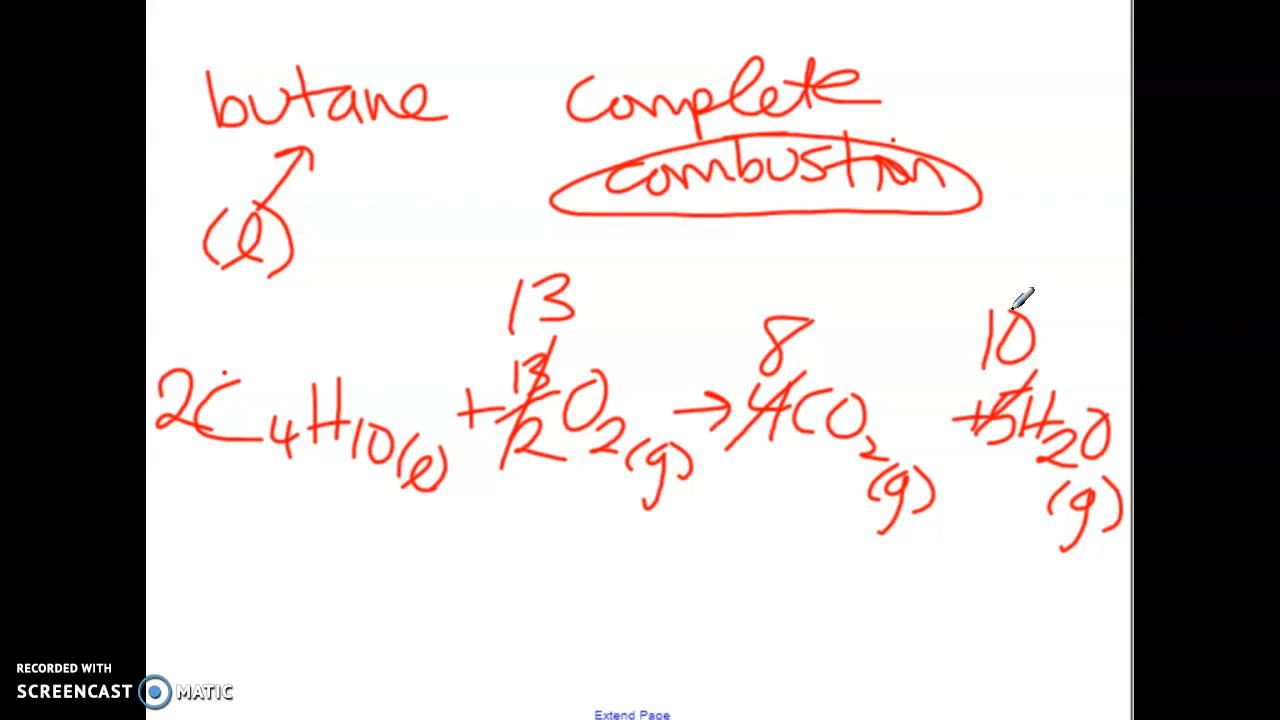 butane complete
combustion
(l)
13 8 10
2C4H10(l) + 13/2 O2(g) → 4CO2(g) + 5H2O(g)
RECORDED WITH
SCREENCAST MATIC
Extend Page